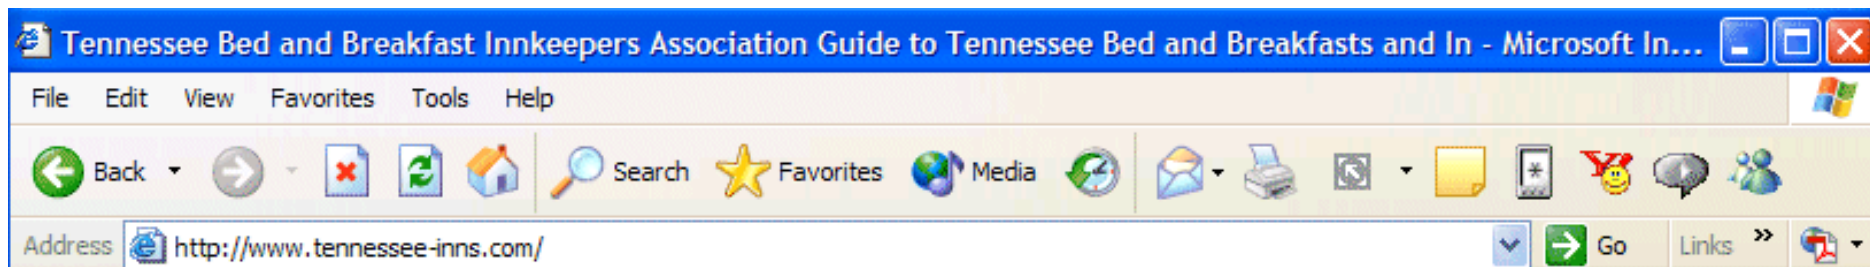 Tennessee Bed and Breakfast Innkeepers Association Guide to Tennessee Bed and Breakfasts and In - Microsoft In...
File Edit View Favorites Tools Help
Back Search Favorites Media
Address http://www.tennessee-inns.com/ Go Links »